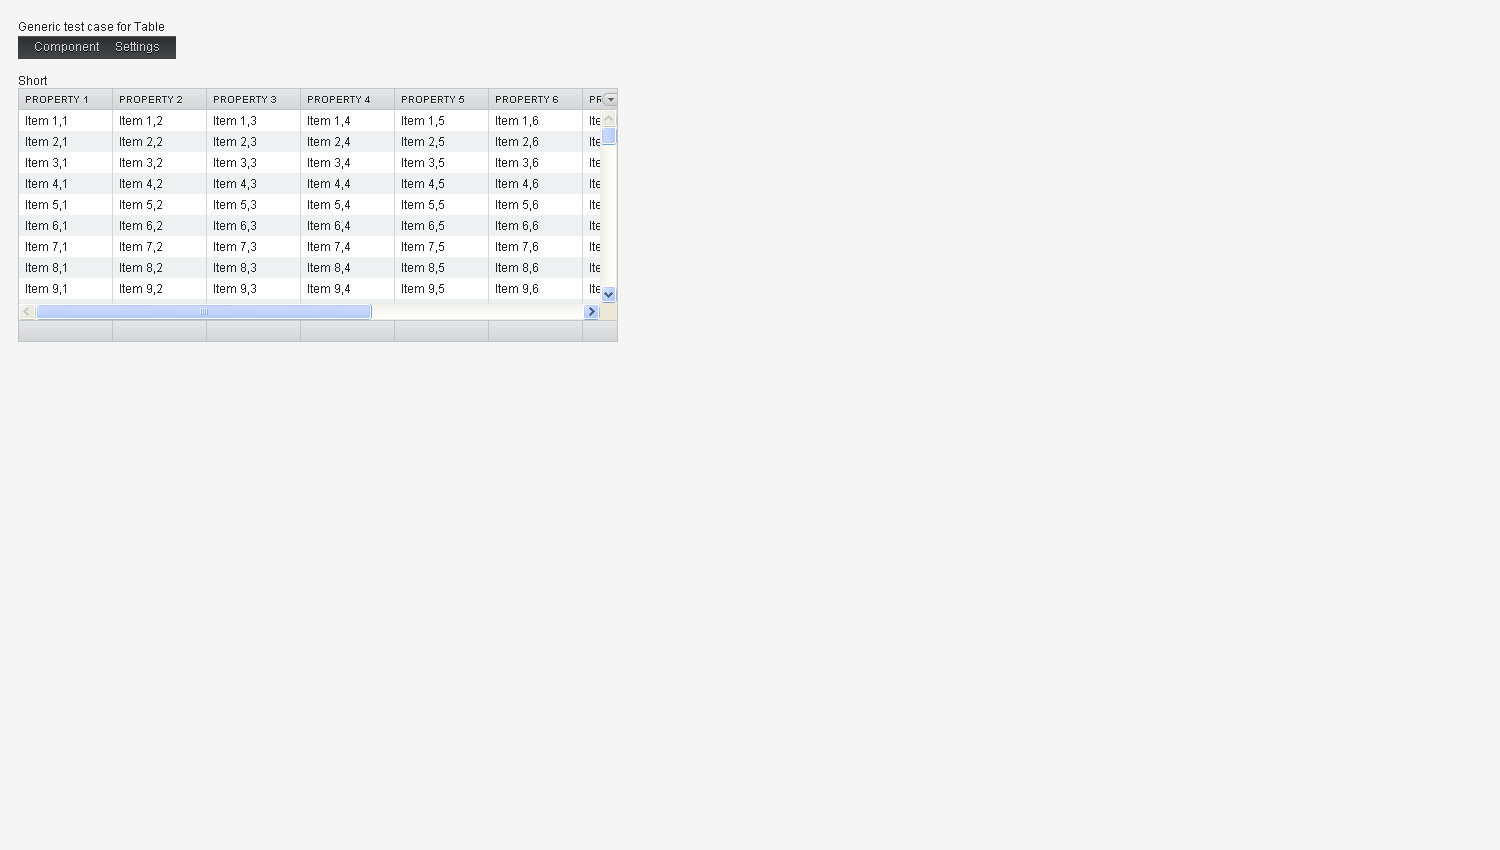 Generic test case for Table
Component Settings
Short
PROPERTY 1 PROPERTY 2 PROPERTY 3 PROPERTY 4 PROPERTY 5 PROPERTY 6 PR
Item 1,1 Item 1,2 Item 1,3 Item 1,4 Item 1,5 Item 1,6 Ite
Item 2,1 Item 2,2 Item 2,3 Item 2,4 Item 2,5 Item 2,6 Ite
Item 3,1 Item 3,2 Item 3,3 Item 3,4 Item 3,5 Item 3,6 Ite
Item 4,1 Item 4,2 Item 4,3 Item 4,4 Item 4,5 Item 4,6 Ite
Item 5,1 Item 5,2 Item 5,3 Item 5,4 Item 5,5 Item 5,6 Ite
Item 6,1 Item 6,2 Item 6,3 Item 6,4 Item 6,5 Item 6,6 Ite
Item 7,1 Item 7,2 Item 7,3 Item 7,4 Item 7,5 Item 7,6 Ite
Item 8,1 Item 8,2 Item 8,3 Item 8,4 Item 8,5 Item 8,6 Ite
Item 9,1 Item 9,2 Item 9,3 Item 9,4 Item 9,5 Item 9,6 Ite